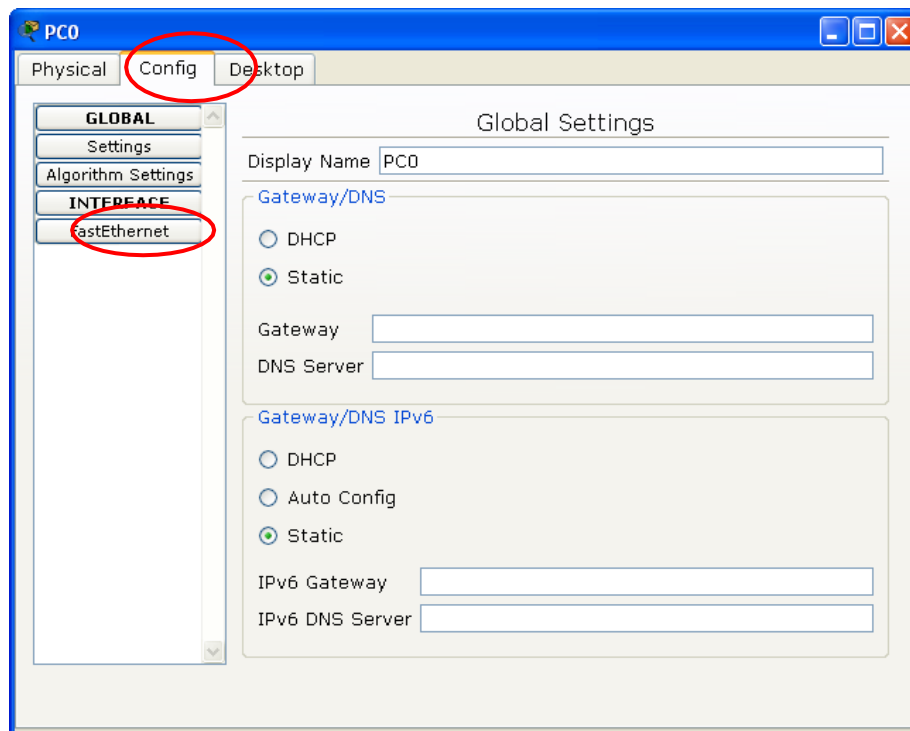 PC0
Physical Config Desktop
GLOBAL
Settings
Algorithm Settings
INTERFACE
FastEthernet
Global Settings
Display Name PC0
Gateway/DNS
DHCP
Static
Gateway
DNS Server
Gateway/DNS IPv6
DHCP
Auto Config
Static
IPv6 Gateway
IPv6 DNS Server